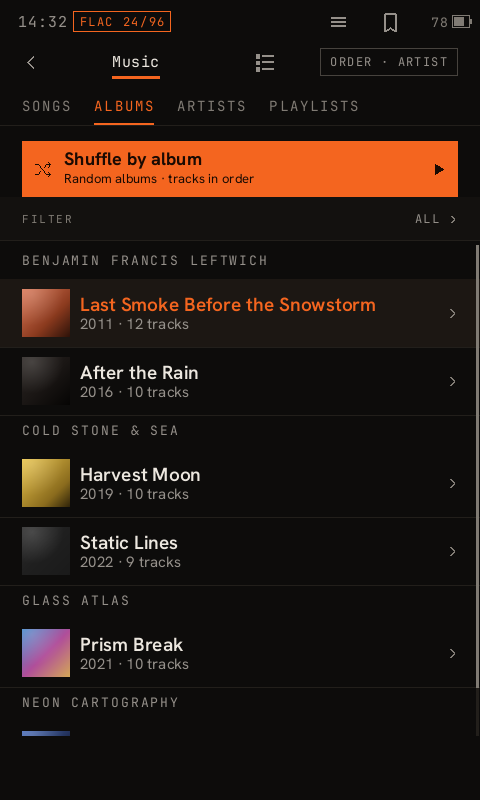 14:32 FLAC 24/96 78
Music ORDER · ARTIST
SONGS ALBUMS ARTISTS PLAYLISTS
Shuffle by album
Random albums · tracks in order
FILTER ALL
BENJAMIN FRANCIS LEFTWICH
Last Smoke Before the Snowstorm
2011 · 12 tracks
After the Rain
2016 · 10 tracks
COLD STONE & SEA
Harvest Moon
2019 · 10 tracks
Static Lines
2022 · 9 tracks
GLASS ATLAS
Prism Break
2021 · 10 tracks
NEON CARTOGRAPHY